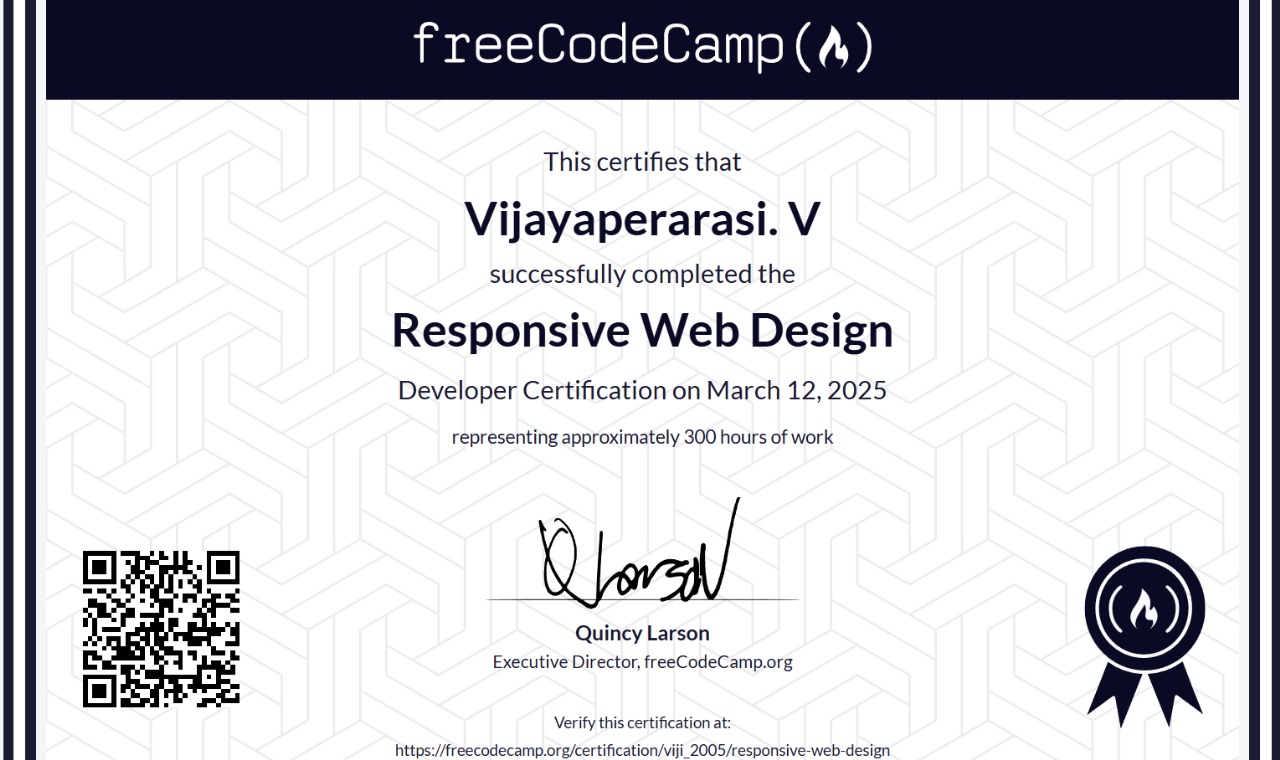 freeCodeCamp
This certifies that
Vijayaperarasi. V
successfully completed the
Responsive Web Design
Developer Certification on March 12, 2025
representing approximately 300 hours of work
Quincy Larson
Executive Director, freeCodeCamp.org
Verify this certification at:
https://freecodecamp.org/certification/viji_2005/responsive-web-design